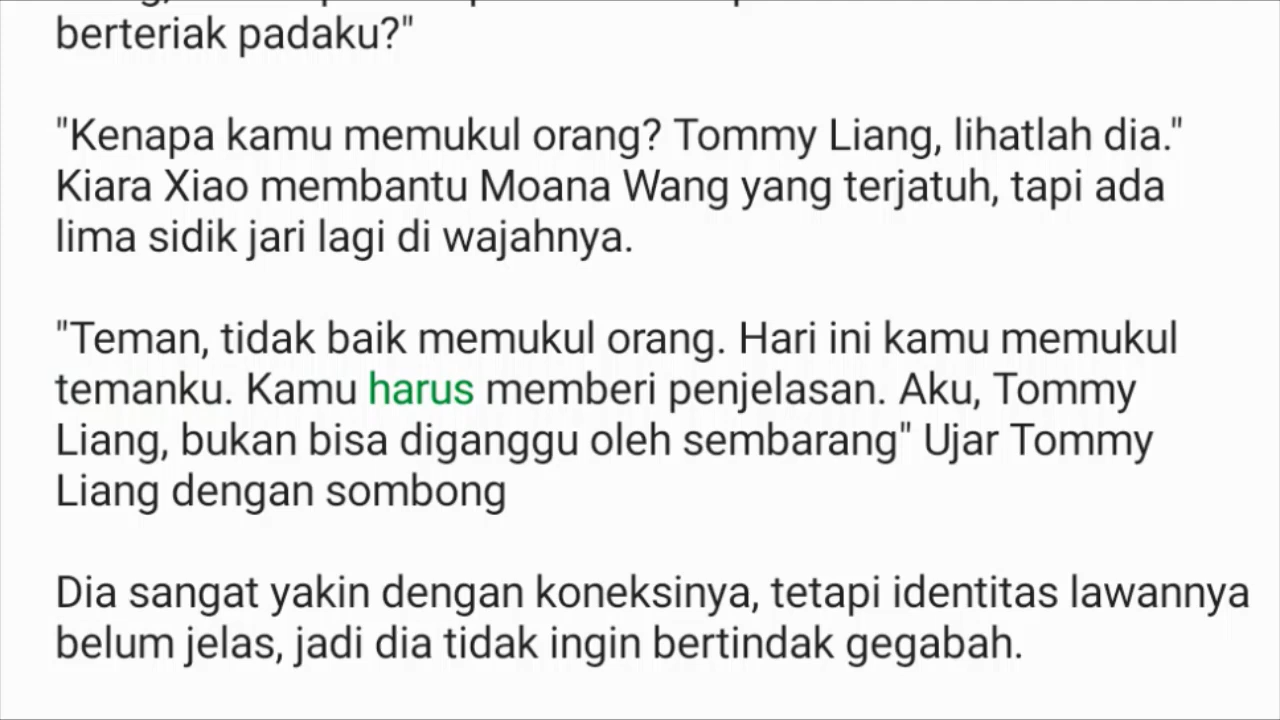 berteriak padaku?"
"Kenapa kamu memukul orang? Tommy Liang, lihatlah dia."
Kiara Xiao membantu Moana Wang yang terjatuh, tapi ada
lima sidik jari lagi di wajahnya.
"Teman, tidak baik memukul orang. Hari ini kamu memukul
temanku. Kamu harus memberi penjelasan. Aku, Tommy
Liang, bukan bisa diganggu oleh sembarang" Ujar Tommy
Liang dengan sombong
Dia sangat yakin dengan koneksinya, tetapi identitas lawannya
belum jelas, jadi dia tidak ingin bertindak gegabah.